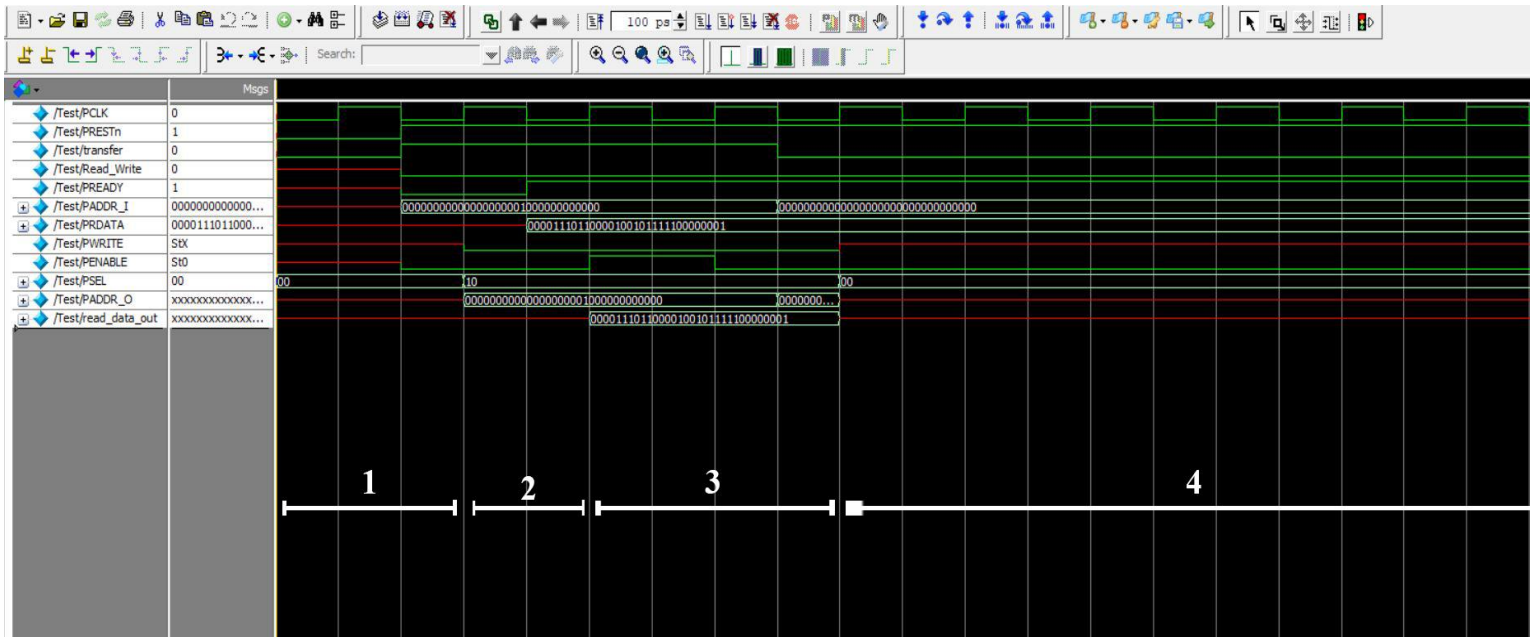 100 ps
Search:
Msgs
/Test/PCLK 0
/Test/PRESTn 1
/Test/transfer 0
/Test/Read_Write 0
/Test/PREADY 1
/Test/PADDR_I 0000000000000... 00000000000000000001000000000000 00000000000000000000000000000000
/Test/PRDATA 0000111011000... 00001110110000100101111100000001
/Test/PWRITE StX
/Test/PENABLE St0
/Test/PSEL 00 00 10 00
/Test/PADDR_O xxxxxxxxxxxxx... 00000000000000000001000000000000 0000000...
/Test/read_data_out xxxxxxxxxxxxx... 00001110110000100101111100000001
1 2 3 4